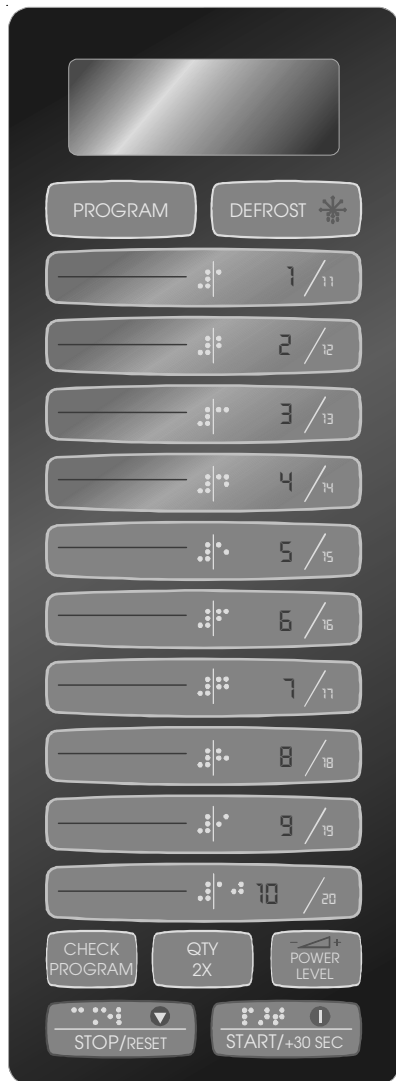 PROGRAM
DEFROST
1/11
2/12
3/13
4/14
5/15
6/16
7/17
8/18
9/19
10/20
CHECK PROGRAM
QTY 2X
- + POWER LEVEL
STOP/RESET
START/+30 SEC